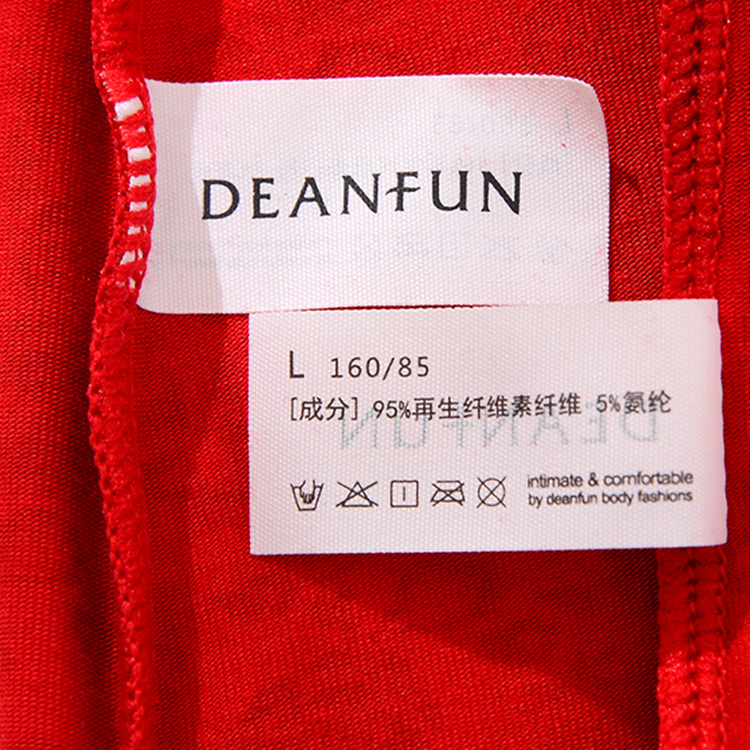 DEANFUN
L 160/85
[成分] 95%再生纤维素纤维 5%氨纶
intimate & comfortable
by deanfun body fashions